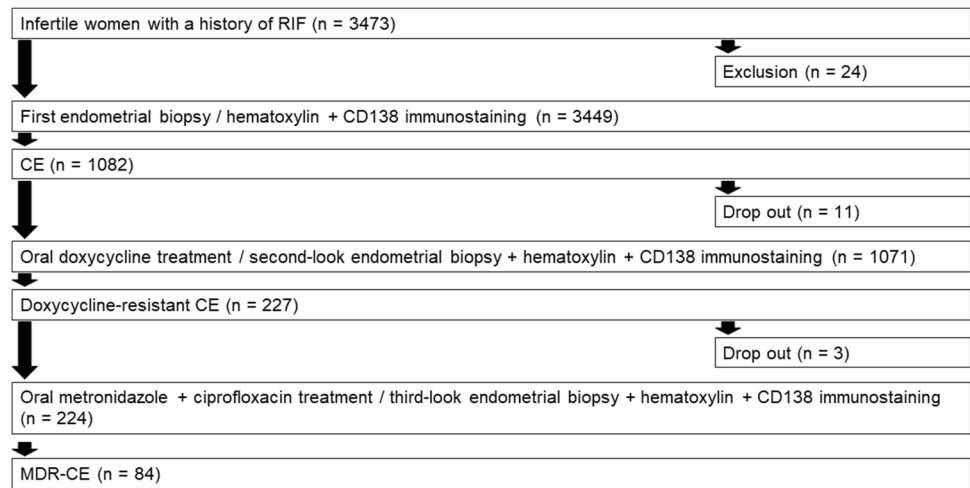 Infertile women with a history of RIF (n = 3473)
Exclusion (n = 24)
First endometrial biopsy / hematoxylin + CD138 immunostaining (n = 3449)
CE (n = 1082)
Drop out (n = 11)
Oral doxycycline treatment / second-look endometrial biopsy + hematoxylin + CD138 immunostaining (n = 1071)
Doxycycline-resistant CE (n = 227)
Drop out (n = 3)
Oral metronidazole + ciprofloxacin treatment / third-look endometrial biopsy + hematoxylin + CD138 immunostaining
(n = 224)
MDR-CE (n = 84)